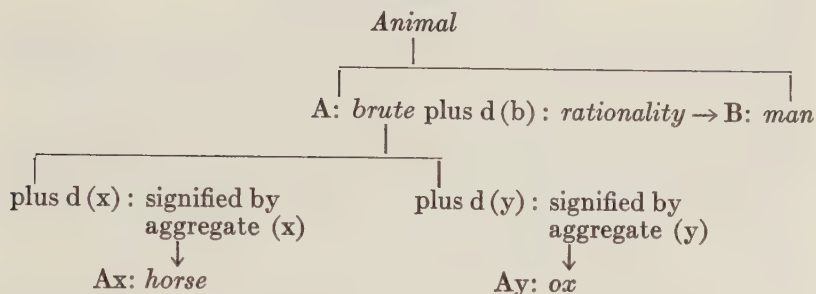 Animal
A: brute plus d(b): rationality → B: man
plus d(x): signified by plus d(y): signified by
aggregate (x) aggregate (y)
Ax: horse Ay: ox